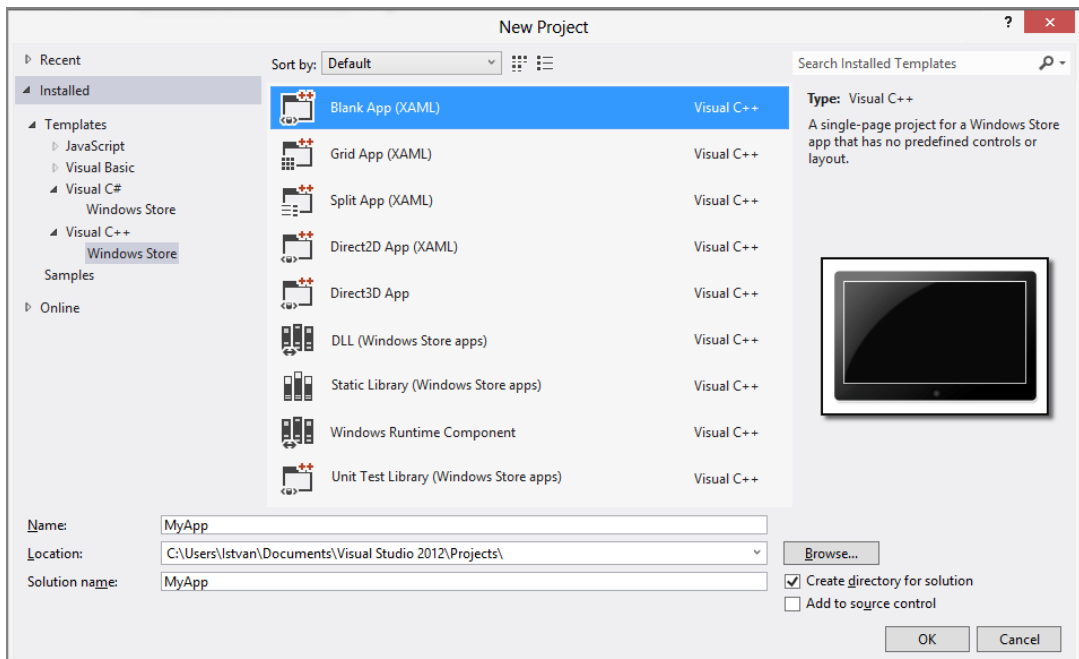 New Project
?
x
Recent
Installed
Templates
JavaScript
Visual Basic
Visual C#
Windows Store
Visual C++
Windows Store
Samples
Online
Sort by: Default
Blank App (XAML) Visual C++
Grid App (XAML) Visual C++
Split App (XAML) Visual C++
Direct2D App (XAML) Visual C++
Direct3D App Visual C++
DLL (Windows Store apps) Visual C++
Static Library (Windows Store apps) Visual C++
Windows Runtime Component Visual C++
Unit Test Library (Windows Store apps) Visual C++
Search Installed Templates
Type: Visual C++
A single-page project for a Windows Store
app that has no predefined controls or
layout.
Name: MyApp
Location: C:\Users\Istvan\Documents\Visual Studio 2012\Projects\
Solution name: MyApp
Browse...
Create directory for solution
Add to source control
OK Cancel